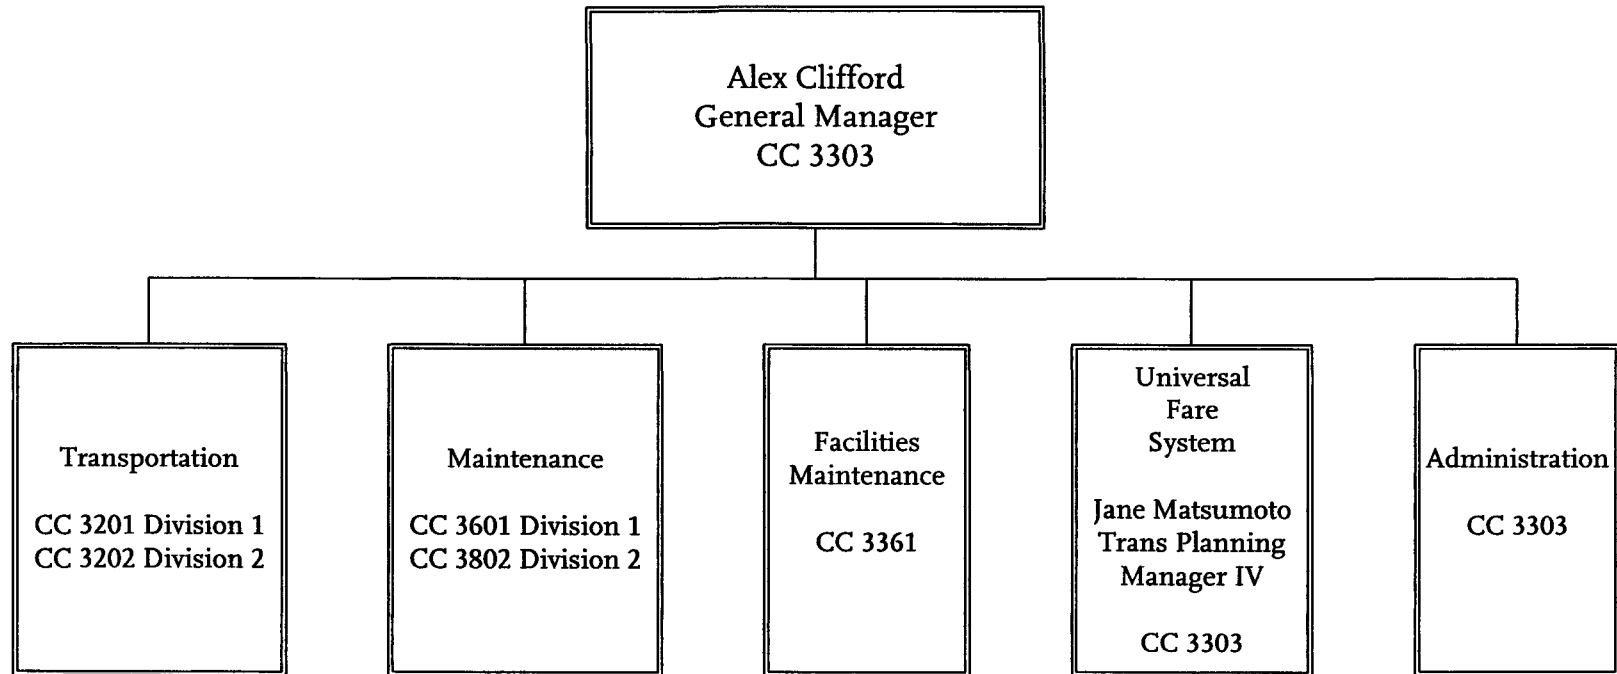 Alex Clifford
General Manager
CC 3303
Transportation
CC 3201 Division 1
CC 3202 Division 2
Maintenance
CC 3601 Division 1
CC 3802 Division 2
Facilities
Maintenance
CC 3361
Universal
Fare
System
Jane Matsumoto
Trans Planning
Manager IV
CC 3303
Administration
CC 3303